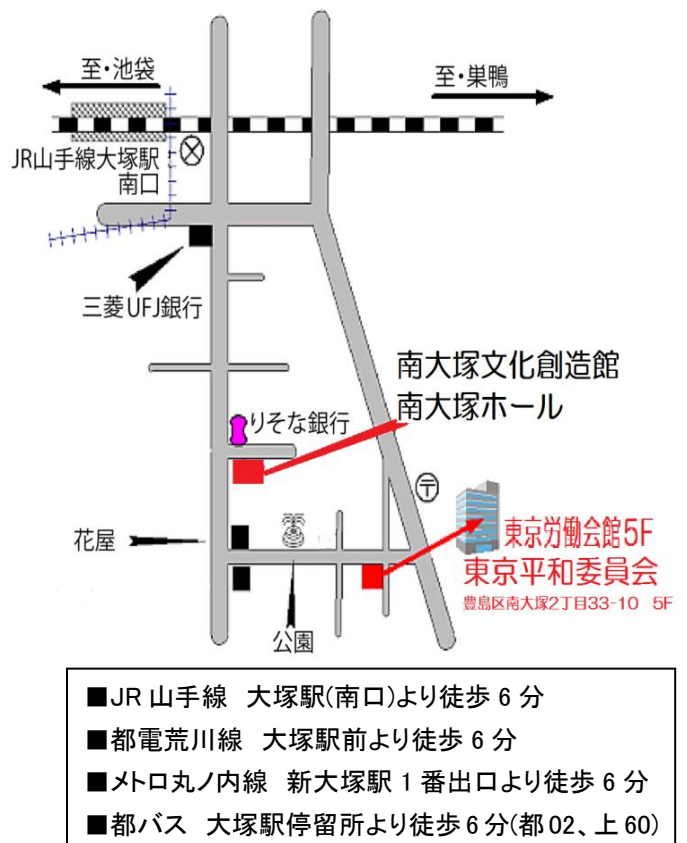 至・池袋
至・巣鴨
JR山手線大塚駅
南口
三菱UFJ銀行
南大塚文化創造館
南大塚ホール
りそな銀行
〒
花屋
東京労働会館5F
東京平和委員会
豊島区南大塚2丁目33-10 5F
公園
■JR 山手線 大塚駅(南口)より徒歩 6 分
■都電荒川線 大塚駅前より徒歩 6 分
■メトロ丸ノ内線 新大塚駅 1 番出口より徒歩 6 分
■都バス 大塚駅停留所より徒歩 6 分(都 02、上 60)